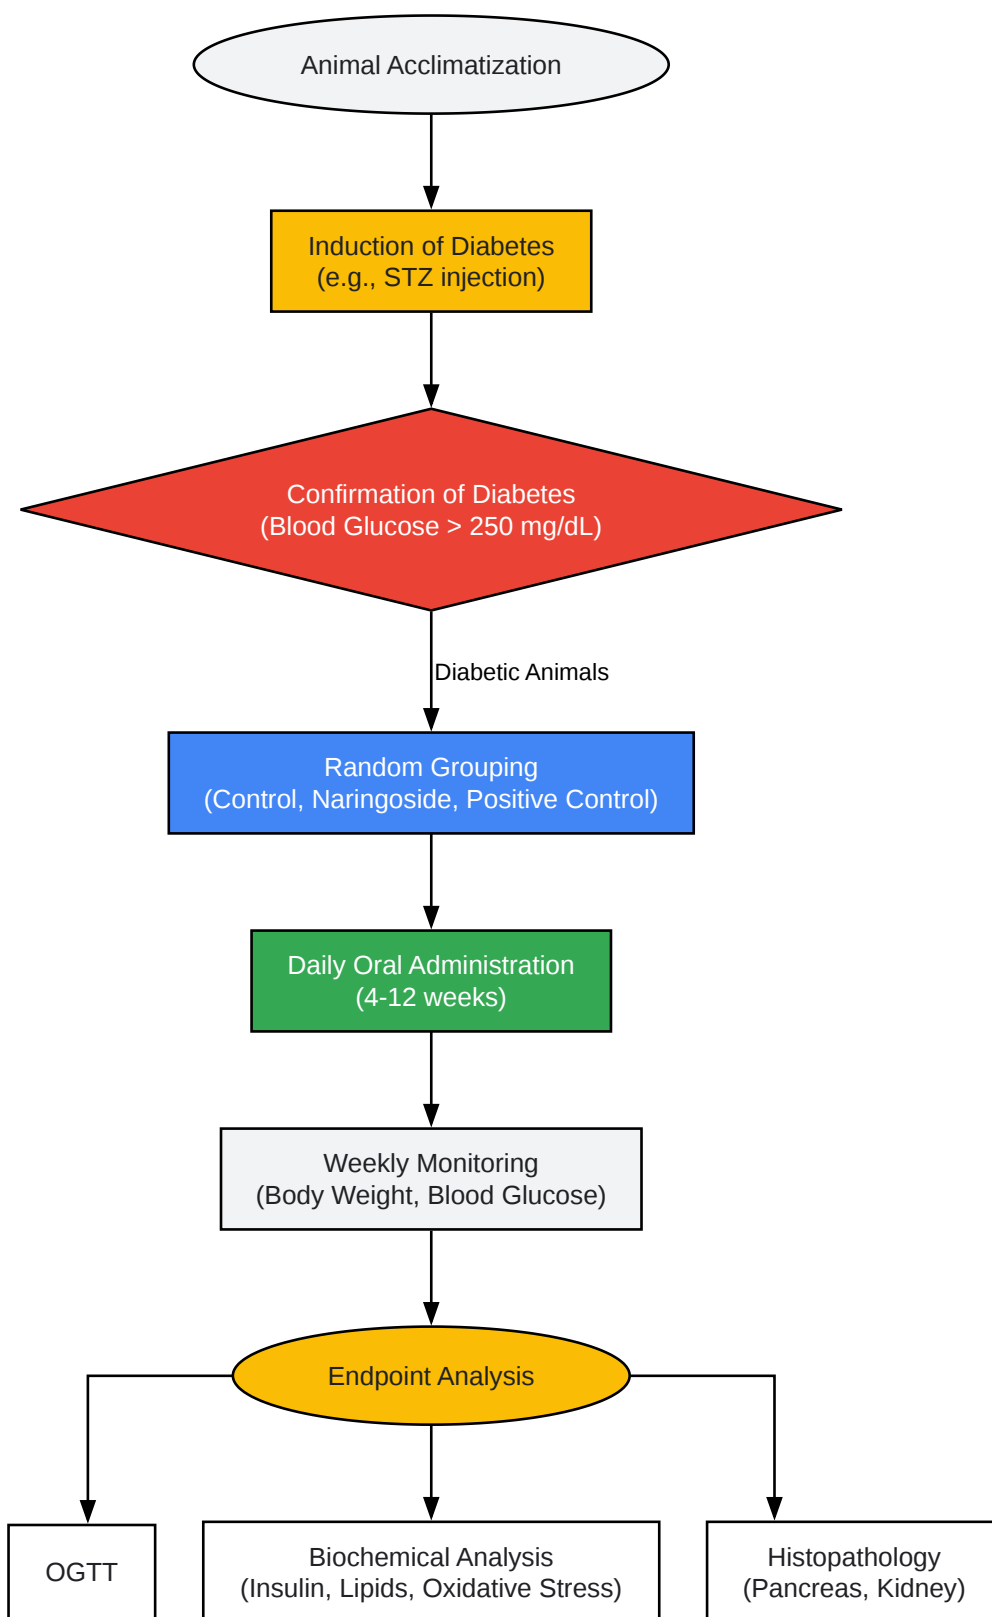 Animal Acclimatization
Induction of Diabetes
(e.g., STZ injection)
Confirmation of Diabetes
(Blood Glucose > 250 mg/dL)
Diabetic Animals
Random Grouping
(Control, Naringoside, Positive Control)
Daily Oral Administration
(4-12 weeks)
Weekly Monitoring
(Body Weight, Blood Glucose)
Endpoint Analysis
OGTT
Biochemical Analysis
(Insulin, Lipids, Oxidative Stress)
Histopathology
(Pancreas, Kidney)